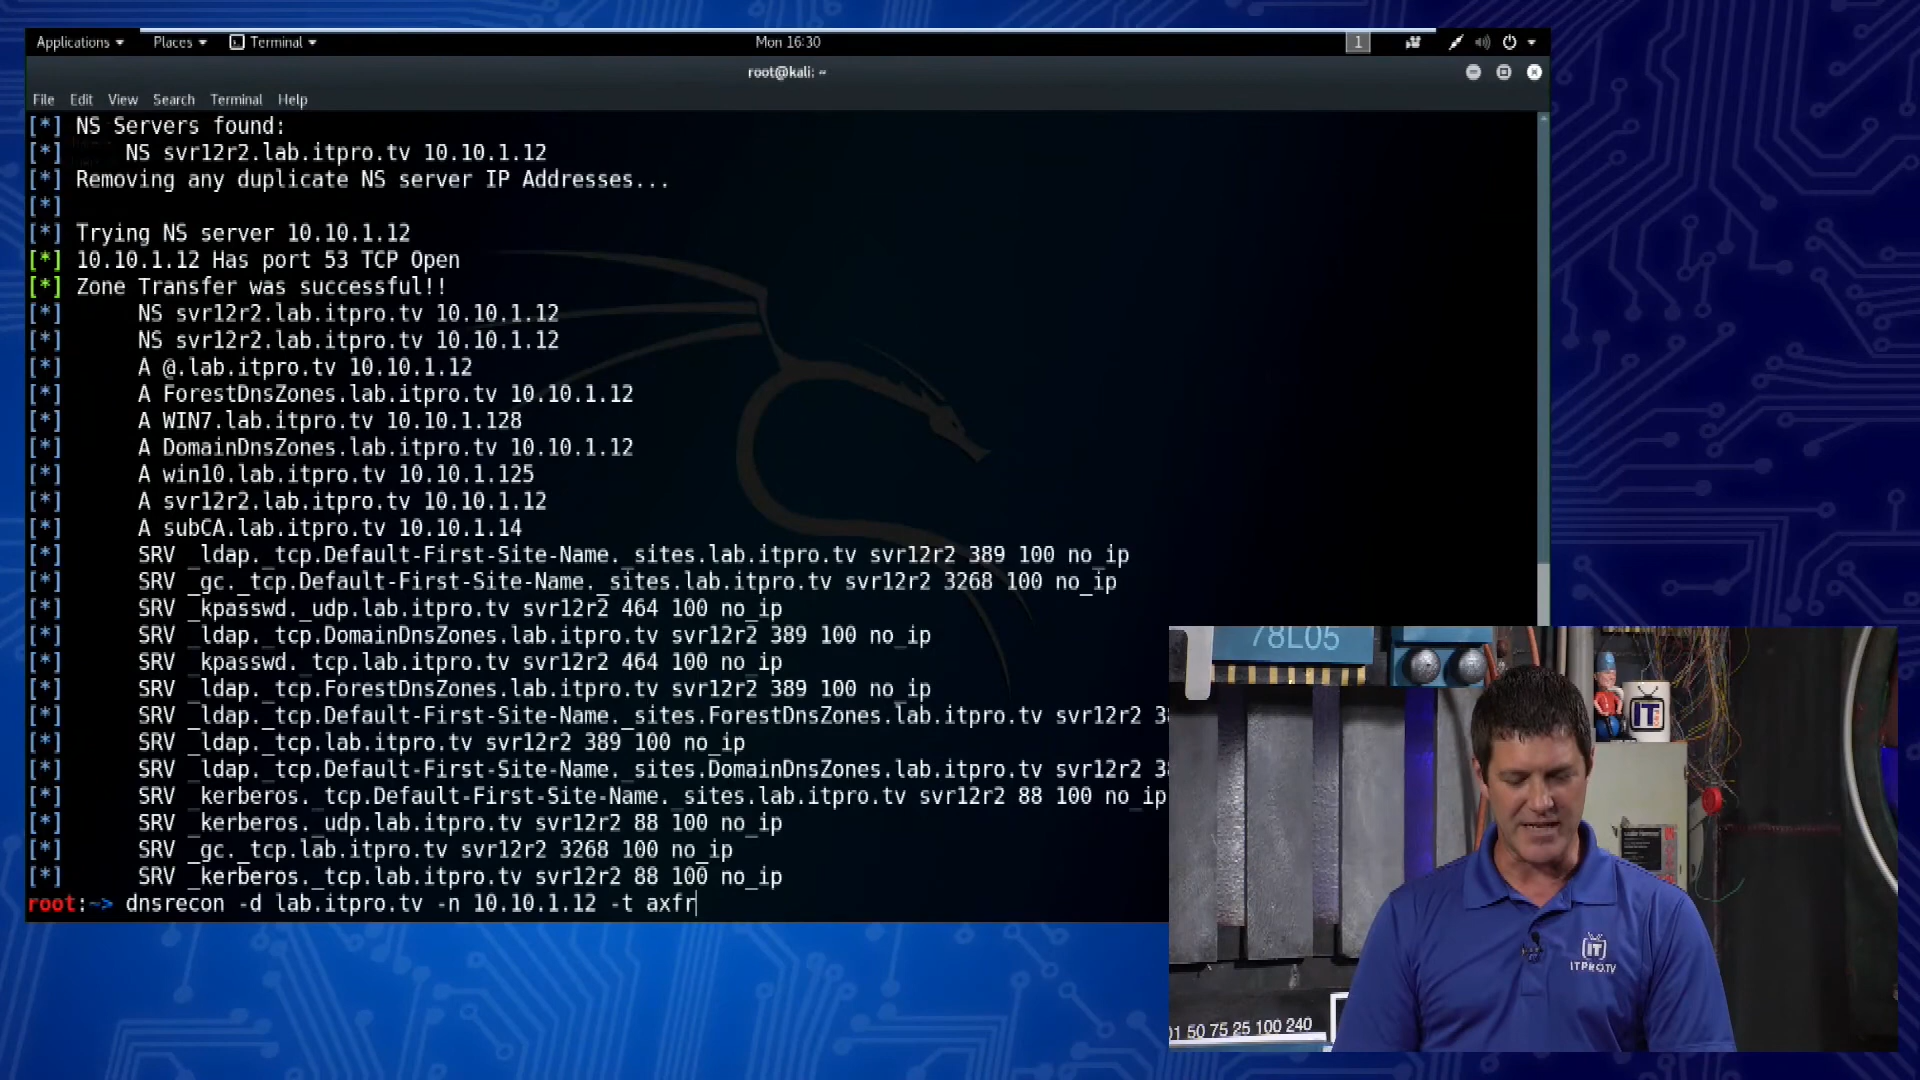 Applications Places Terminal Mon 16:30 1
root@kali: ~
File Edit View Search Terminal Help
[*] NS Servers found:
[*] NS svr12r2.lab.itpro.tv 10.10.1.12
[*] Removing any duplicate NS server IP Addresses...
[*]
[*] Trying NS server 10.10.1.12
[*] 10.10.1.12 Has port 53 TCP Open
[*] Zone Transfer was successful!!
[*] NS svr12r2.lab.itpro.tv 10.10.1.12
[*] NS svr12r2.lab.itpro.tv 10.10.1.12
[*] A @.lab.itpro.tv 10.10.1.12
[*] A ForestDnsZones.lab.itpro.tv 10.10.1.12
[*] A WIN7.lab.itpro.tv 10.10.1.128
[*] A DomainDnsZones.lab.itpro.tv 10.10.1.12
[*] A win10.lab.itpro.tv 10.10.1.125
[*] A svr12r2.lab.itpro.tv 10.10.1.12
[*] A subCA.lab.itpro.tv 10.10.1.14
[*] SRV _ldap._tcp.Default-First-Site-Name._sites.lab.itpro.tv svr12r2 389 100 no_ip
[*] SRV _gc._tcp.Default-First-Site-Name._sites.lab.itpro.tv svr12r2 3268 100 no_ip
[*] SRV _kpasswd._udp.lab.itpro.tv svr12r2 464 100 no_ip
[*] SRV _ldap._tcp.DomainDnsZones.lab.itpro.tv svr12r2 389 100 no_ip
[*] SRV _kpasswd._tcp.lab.itpro.tv svr12r2 464 100 no_ip
[*] SRV _ldap._tcp.ForestDnsZones.lab.itpro.tv svr12r2 389 100 no_ip
[*] SRV _ldap._tcp.Default-First-Site-Name._sites.ForestDnsZones.lab.itpro.tv svr12r2 38
[*] SRV _ldap._tcp.lab.itpro.tv svr12r2 389 100 no_ip
[*] SRV _ldap._tcp.Default-First-Site-Name._sites.DomainDnsZones.lab.itpro.tv svr12r2 38
[*] SRV _kerberos._tcp.Default-First-Site-Name._sites.lab.itpro.tv svr12r2 88 100 no_ip
[*] SRV _kerberos._udp.lab.itpro.tv svr12r2 88 100 no_ip
[*] SRV _gc._tcp.lab.itpro.tv svr12r2 3268 100 no_ip
[*] SRV _kerberos._tcp.lab.itpro.tv svr12r2 88 100 no_ip
root:~> dnsrecon -d lab.itpro.tv -n 10.10.1.12 -t axfr
78L05
IT
IT
ITPRO.TV
01 50 75 25 100 240